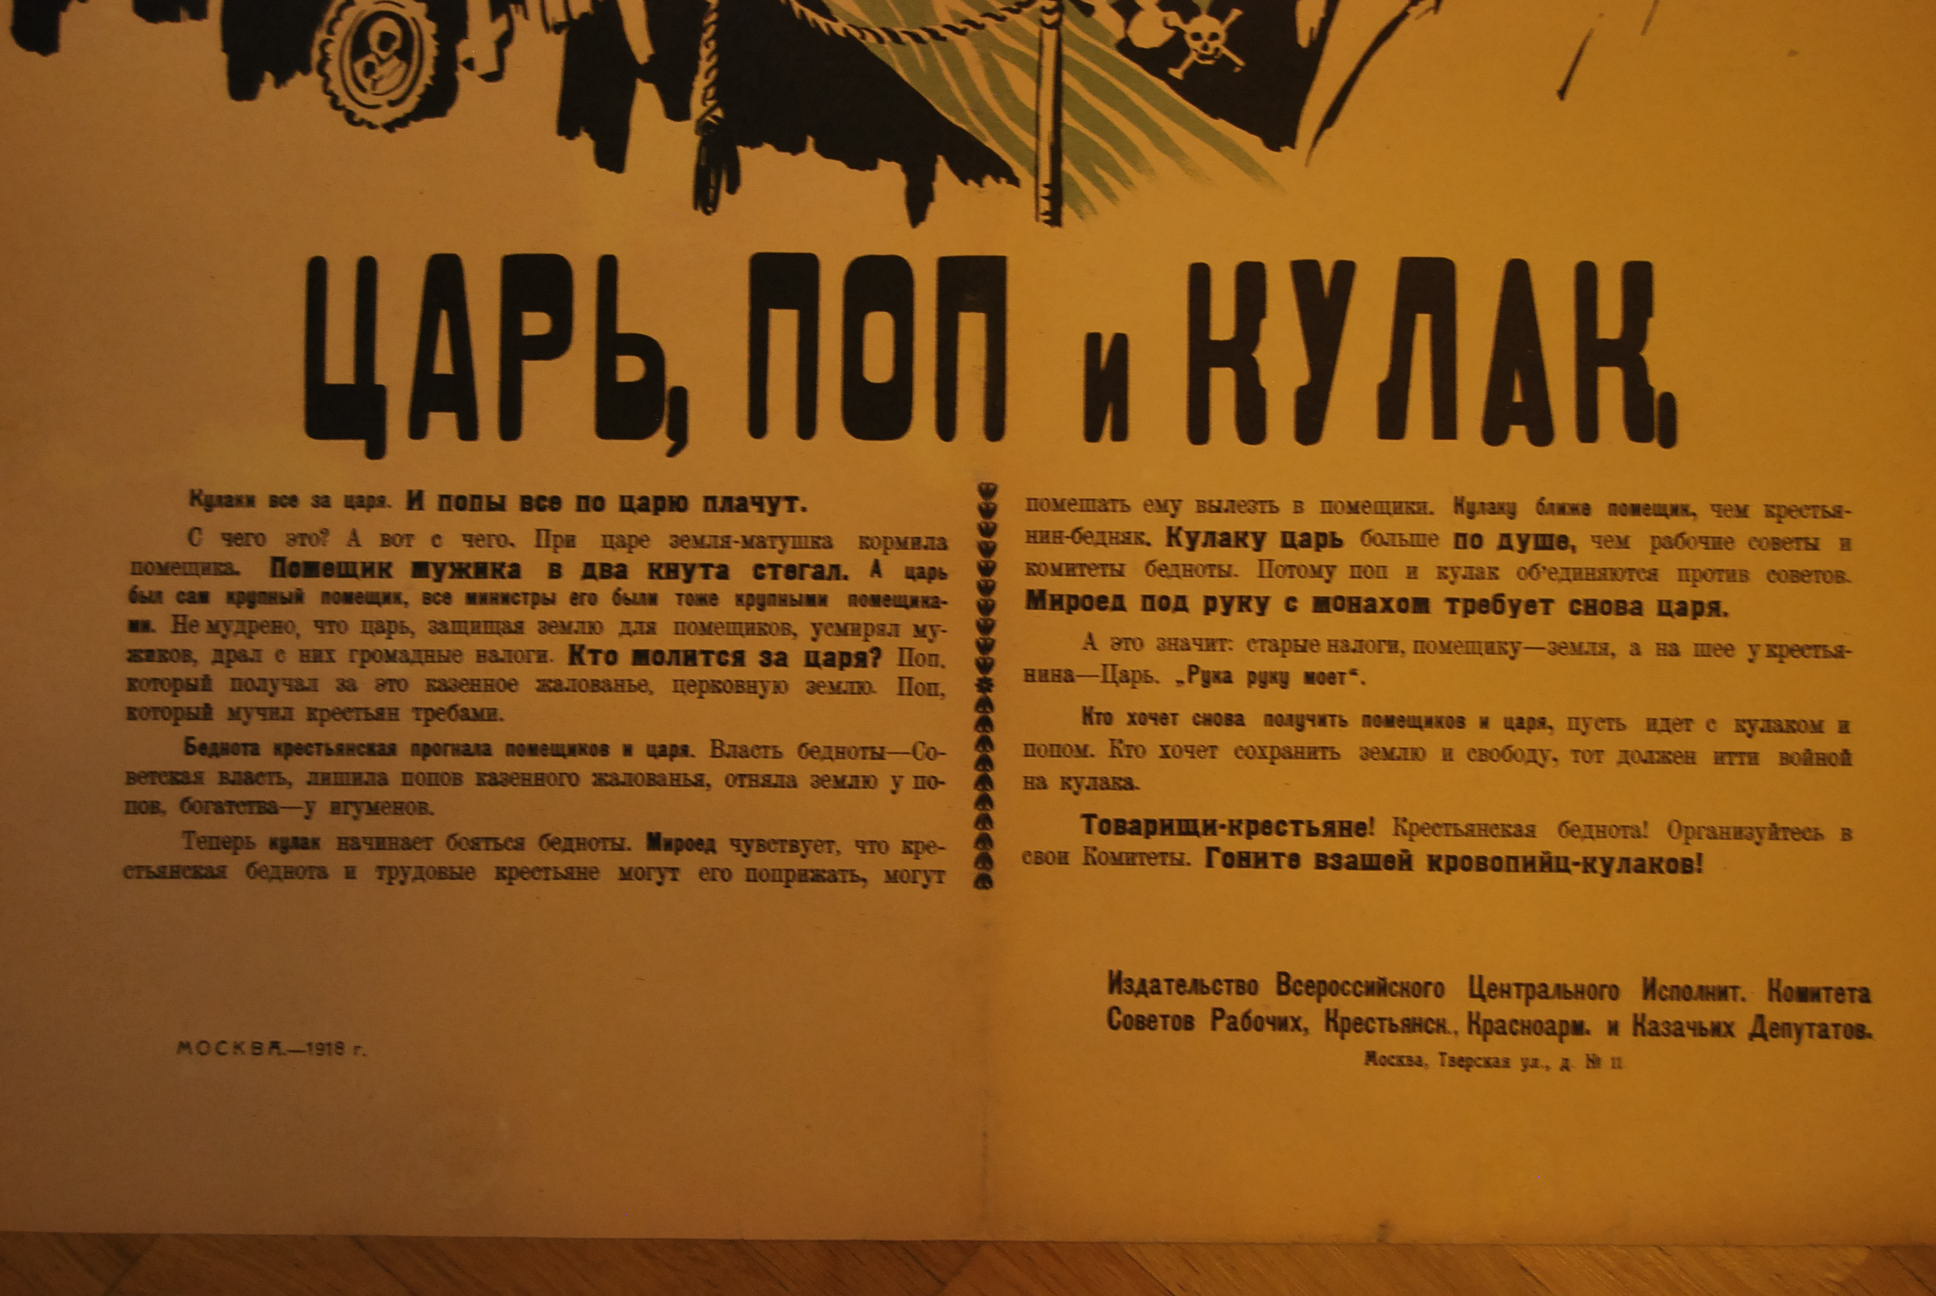 ЦАРЬ, ПОП и КУЛАК.
Кулаки все за царя. И попы все по царю плачут.
С чего это? А вот с чего. При царе земля-матушка кормила
помещика. Помещик мужика в два кнута стегал. А царь
был сам крупный помещик, все министры его были тоже крупными помещика-
ми. Не мудрено, что царь, защищая землю для помещиков, усмирял му-
жиков, драл с них громадные налоги. Кто молится за царя? Поп,
который получал за это казенное жалованье, церковную землю. Поп,
который мучил крестьян требами.
Беднота крестьянская прогнала помещиков и царя. Власть бедноты—Со-
ветская власть, лишила попов казенного жалованья, отняла землю у по-
пов, богатства—у игуменов.
Теперь кулак начинает бояться бедноты. Мироед чувствует, что кре-
стьянская беднота и трудовые крестьяне могут его поприжать, могут
помешать ему вылезть в помещики. Кулаку ближе помещик, чем крестья-
нин-бедняк. Кулаку царь больше по душе, чем рабочие советы и
комитеты бедноты. Потому поп и кулак об'единяются против советов.
Мироед под руку с монахом требует снова царя.
А это значит: старые налоги, помещику—земля, а на шее у крестья-
нина—Царь. „Рука руку моет“.
Кто хочет снова получить помещиков и царя, пусть идет с кулаком и
попом. Кто хочет сохранить землю и свободу, тот должен итти войной
на кулака.
Товарищи-крестьяне! Крестьянская беднота! Организуйтесь в
свои Комитеты. Гоните взашей кровопийц-кулаков!
Издательство Всероссийского Центрального Исполнит. Комитета
Советов Рабочих, Крестьянск., Красноарм. и Казачьих Депутатов.
Москва, Тверская ул., д. № 11
МОСКВА.—1918 г.